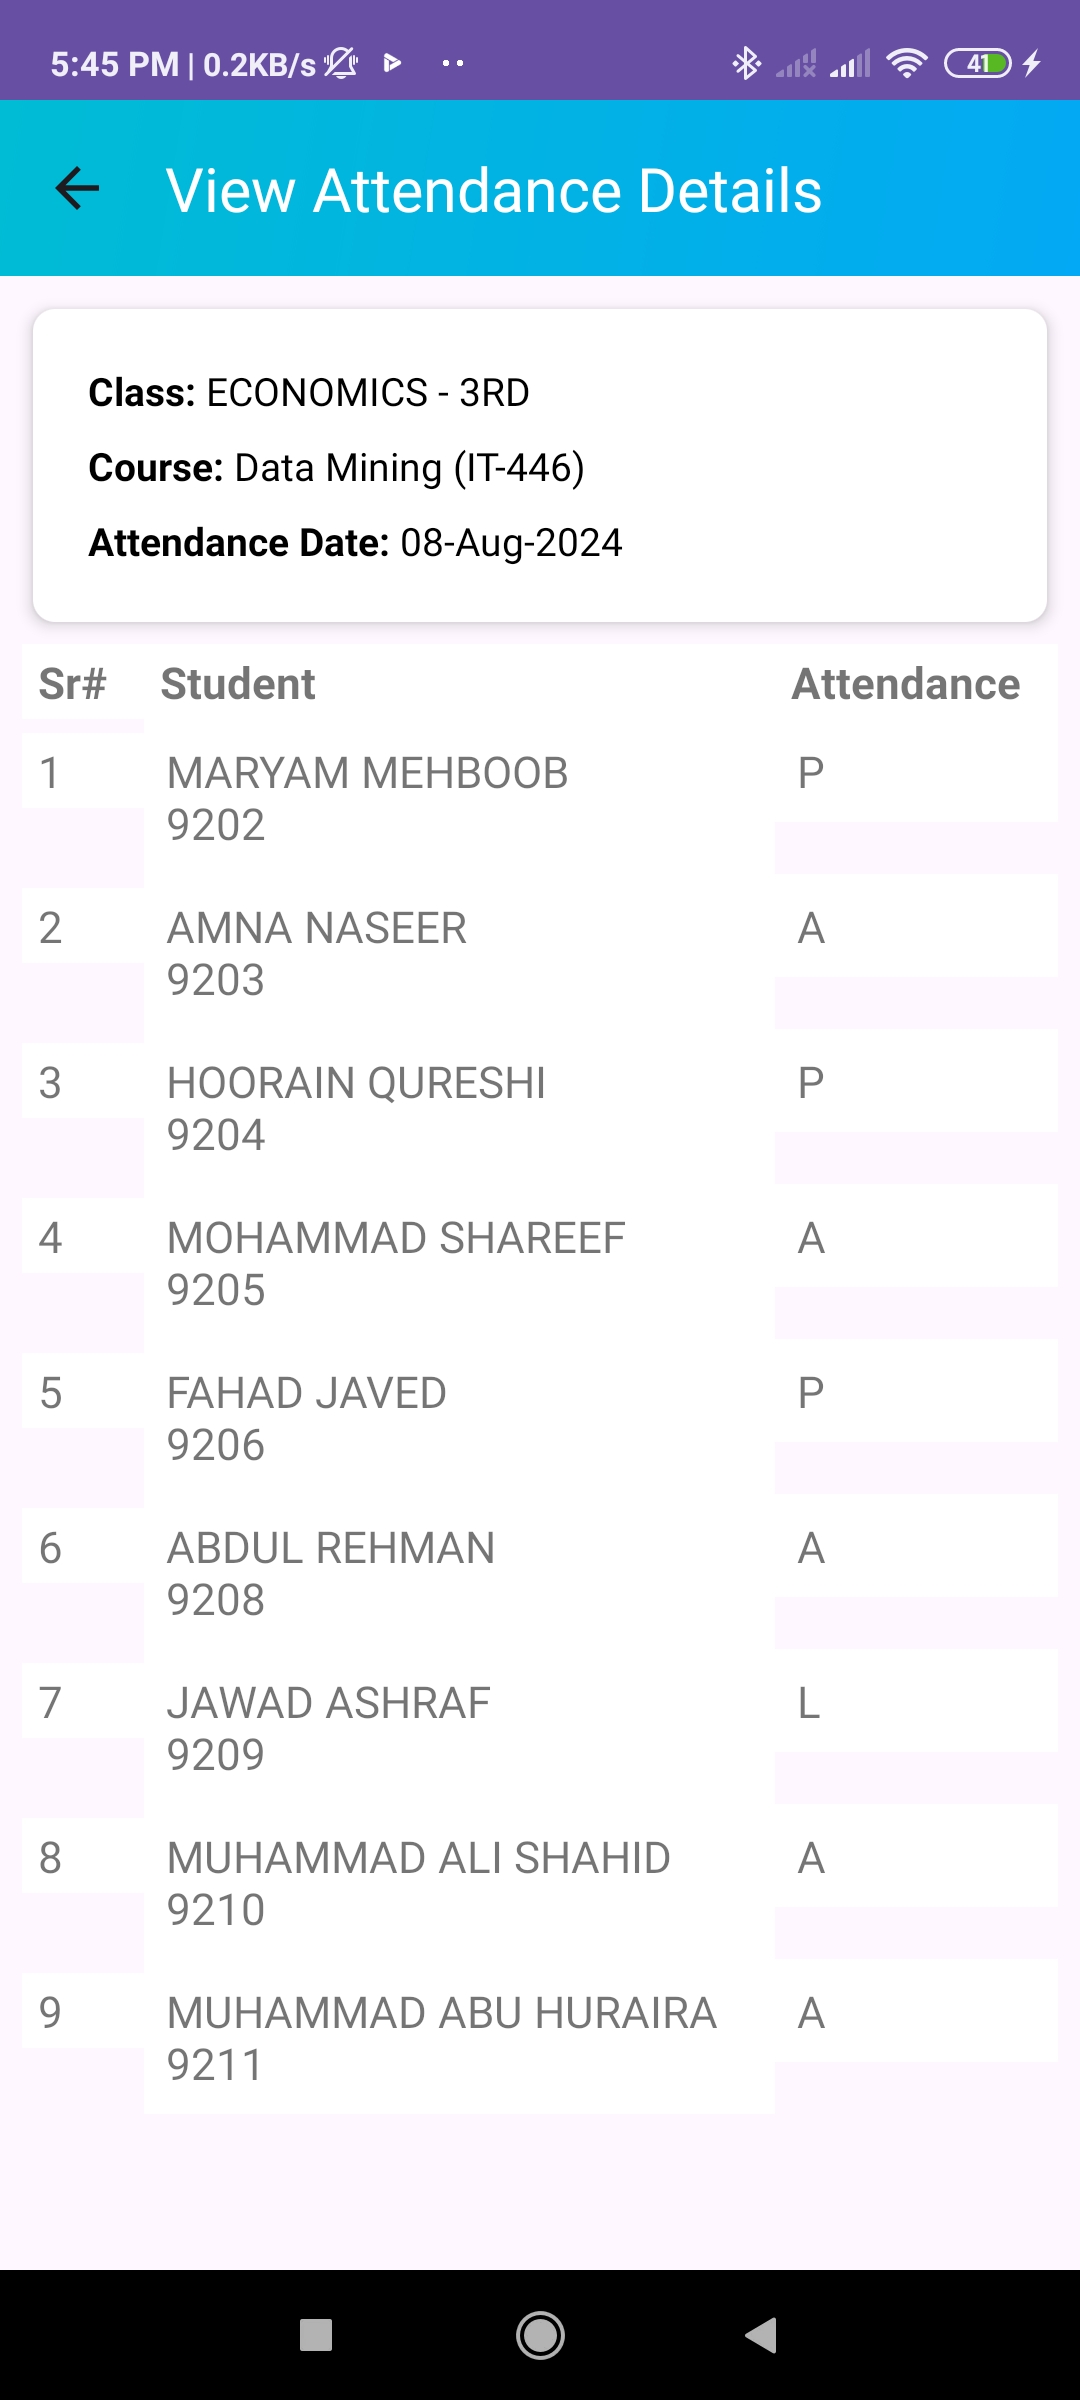 5:45 PM | 0.2KB/s
41
View Attendance Details
Class: ECONOMICS - 3RD
Course: Data Mining (IT-446)
Attendance Date: 08-Aug-2024
Sr# Student Attendance
1 MARYAM MEHBOOB P
9202
2 AMNA NASEER A
9203
3 HOORAIN QURESHI P
9204
4 MOHAMMAD SHAREEF A
9205
5 FAHAD JAVED P
9206
6 ABDUL REHMAN A
9208
7 JAWAD ASHRAF L
9209
8 MUHAMMAD ALI SHAHID A
9210
9 MUHAMMAD ABU HURAIRA A
9211